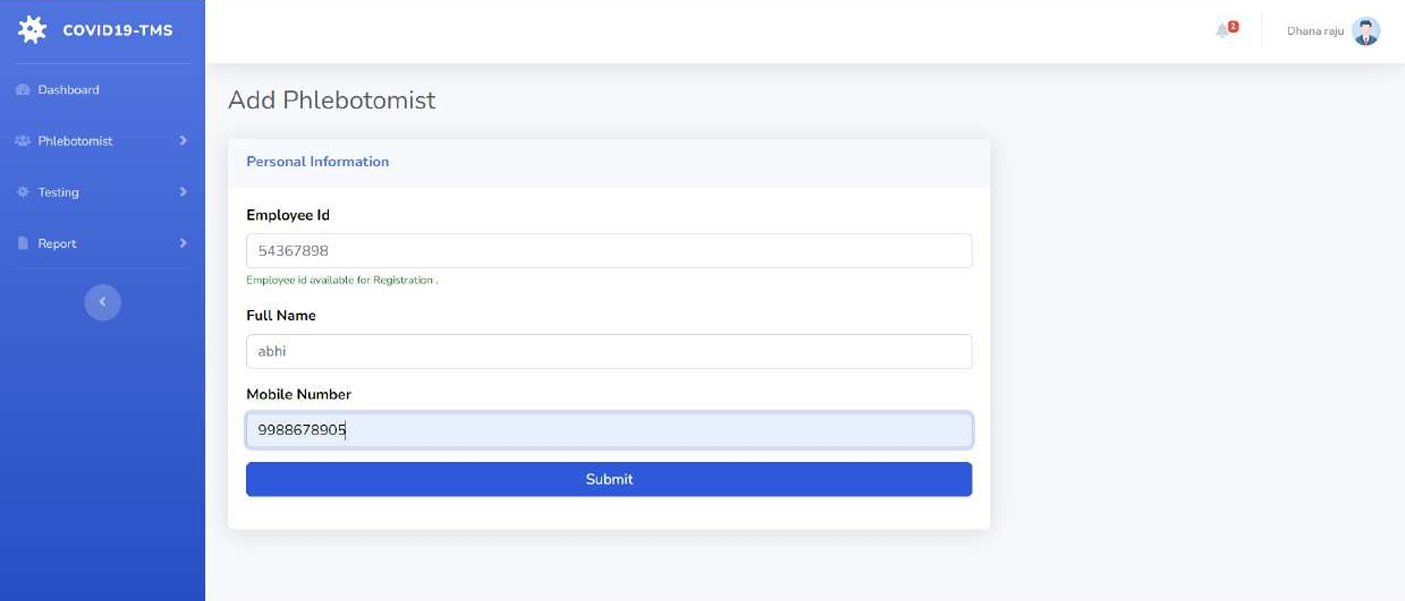 COVID19-TMS
2
Dhana raju
Dashboard
Phlebotomist
Testing
Report
Add Phlebotomist
Personal Information
Employee Id
54367898
Employee id available for Registration .
Full Name
abhi
Mobile Number
9988678905
Submit